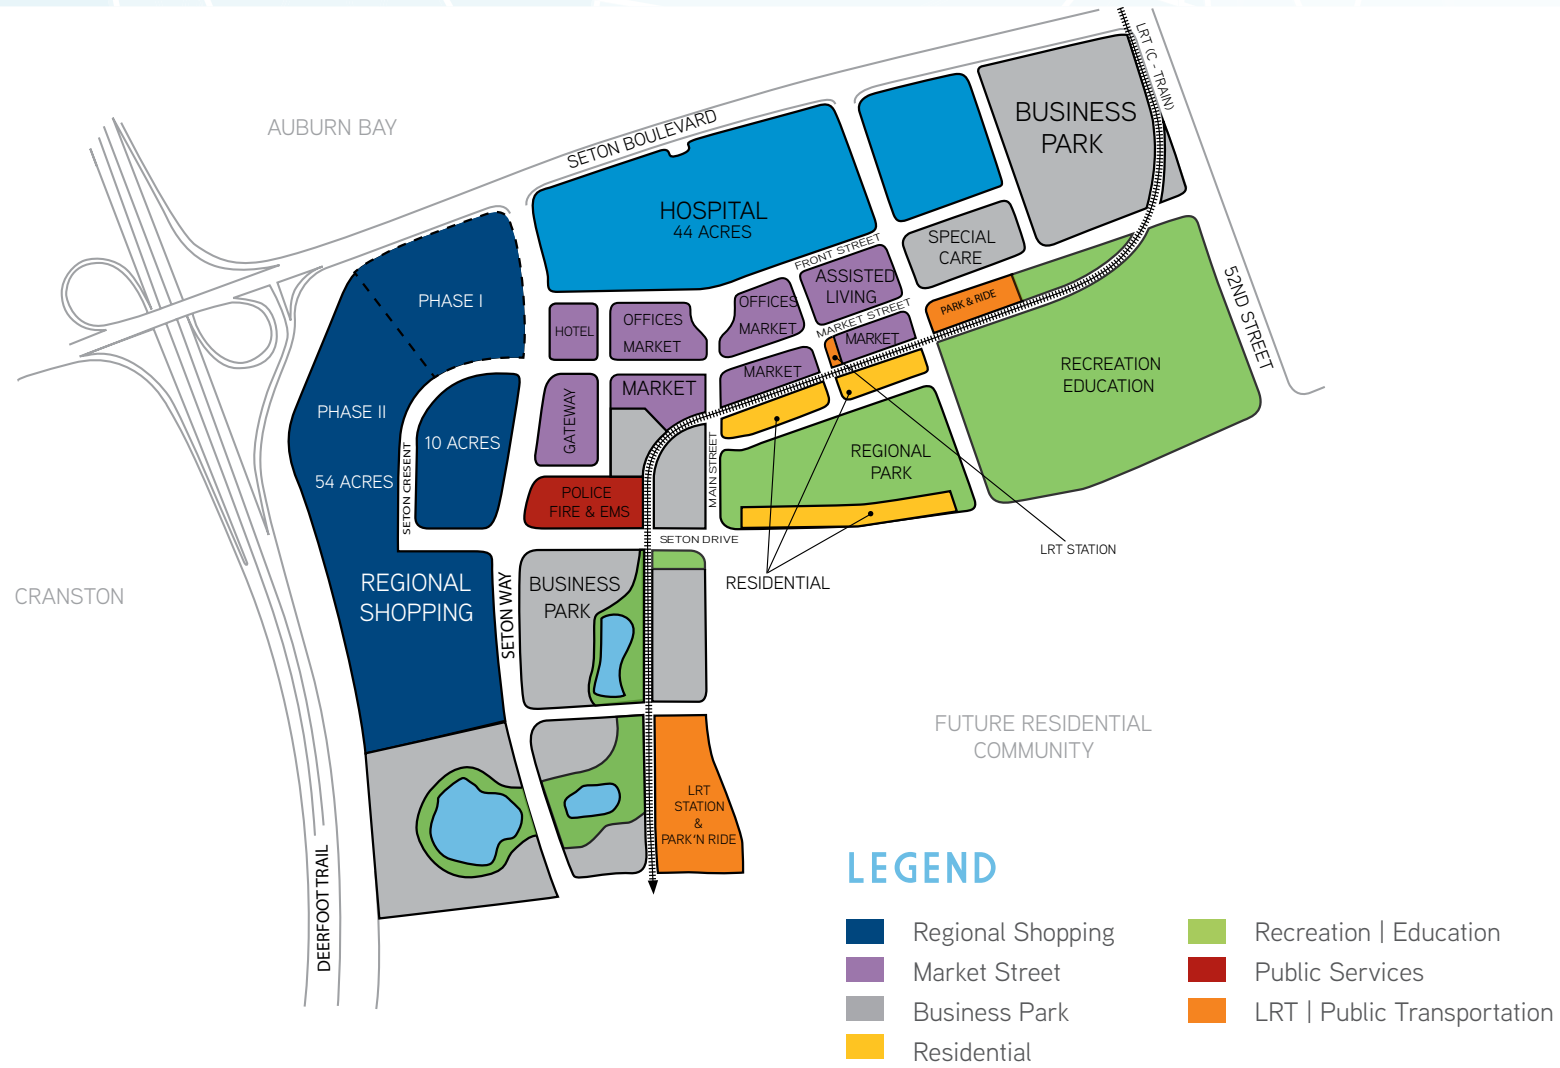 LRT (C - TRAIN)
BUSINESS
PARK
AUBURN BAY
SETON BOULEVARD
HOSPITAL
44 ACRES
SPECIAL
CARE
FRONT STREET
ASSISTED
LIVING
PHASE I
OFFICES
MARKET
HOTEL
OFFICES
MARKET
MARKET STREET
PARK & RIDE
52ND STREET
MARKET
MARKET
RECREATION
EDUCATION
MARKET
PHASE II
GATEWAY
10 ACRES
SETON CRESENT
MAIN STREET
REGIONAL
PARK
54 ACRES
POLICE
FIRE & EMS
SETON DRIVE
LRT STATION
RESIDENTIAL
CRANSTON
REGIONAL
SHOPPING
SETON WAY
BUSINESS
PARK
FUTURE RESIDENTIAL
COMMUNITY
LRT
STATION
&
PARK'N RIDE
DEERFOOT TRAIL
LEGEND
Regional Shopping
Market Street
Business Park
Residential
Recreation | Education
Public Services
LRT | Public Transportation